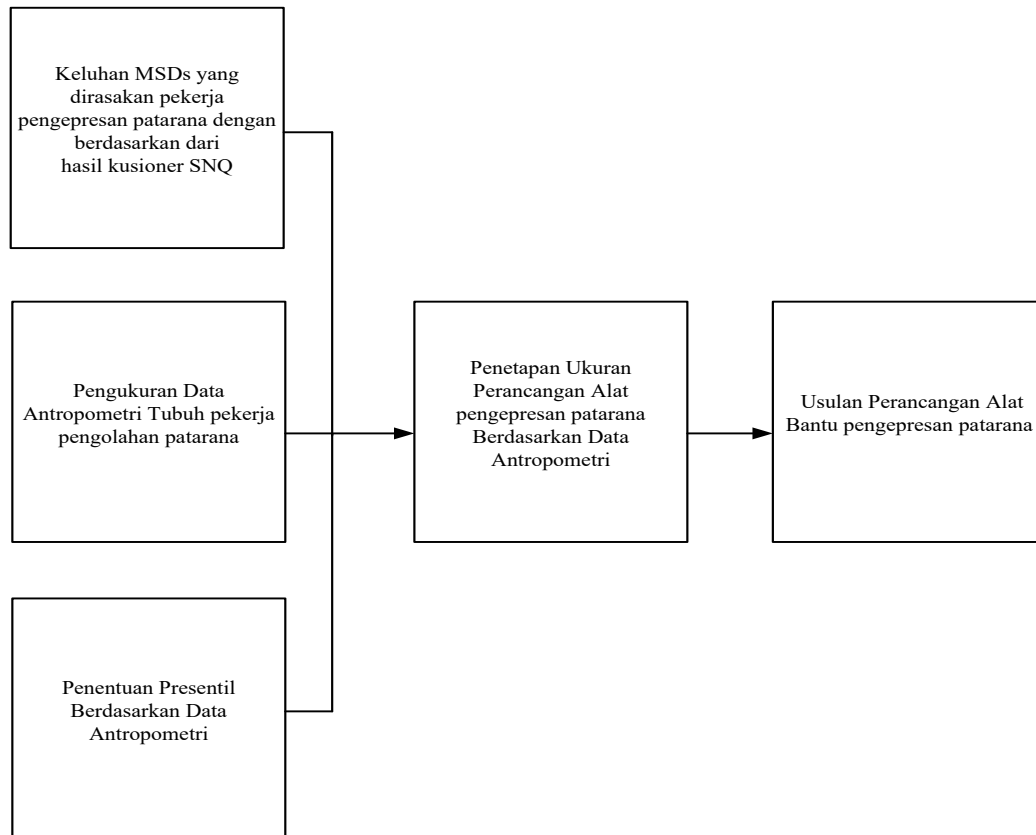 Keluhan MSDs yang
dirasakan pekerja
pengepresan patarana dengan
berdasarkan dari
hasil kusioner SNQ
Pengukuran Data
Antropometri Tubuh pekerja
pengolahan patarana
Penentuan Presentil
Berdasarkan Data
Antropometri
Penetapan Ukuran
Perancangan Alat
pengepresan patarana
Berdasarkan Data
Antropometri
Usulan Perancangan Alat
Bantu pengepresan patarana